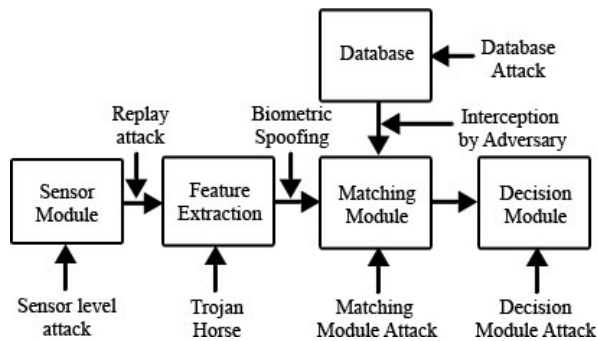 Database
Database
Attack
Replay
attack
Biometric
Spoofing
Interception
by Adversary
Sensor
Module
Feature
Extraction
Matching
Module
Decision
Module
Sensor level
attack
Trojan
Horse
Matching
Module Attack
Decision
Module Attack